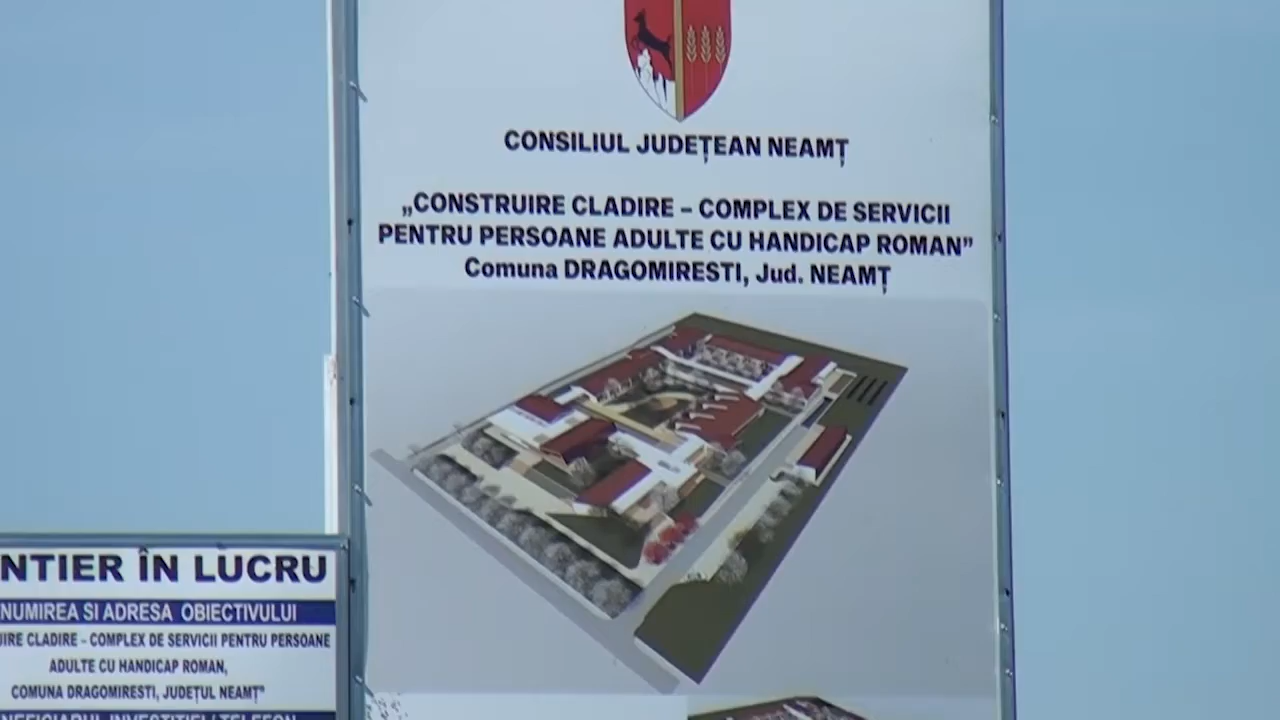 CONSILIUL JUDEȚEAN NEAMȚ
„CONSTRUIRE CLADIRE – COMPLEX DE SERVICII
PENTRU PERSOANE ADULTE CU HANDICAP ROMAN”
Comuna DRAGOMIRESTI, Jud. NEAMȚ
NTIER ÎN LUCRU
NUMIREA SI ADRESA OBIECTIVULUI
IRE CLADIRE – COMPLEX DE SERVICII PENTRU PERSOANE
ADULTE CU HANDICAP ROMAN,
COMUNA DRAGOMIRESTI, JUDEȚUL NEAMȚ”